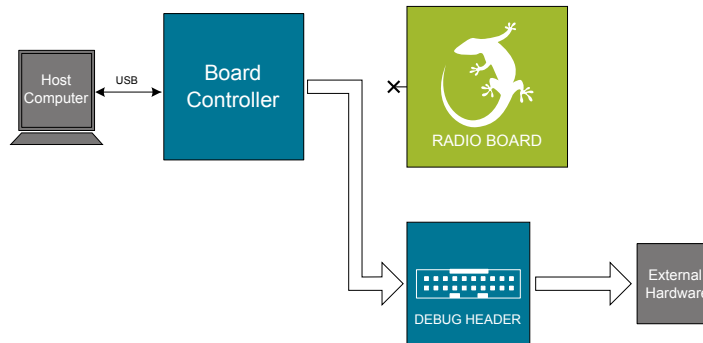 Host
Computer
USB
Board
Controller
RADIO BOARD
DEBUG HEADER
External
Hardware